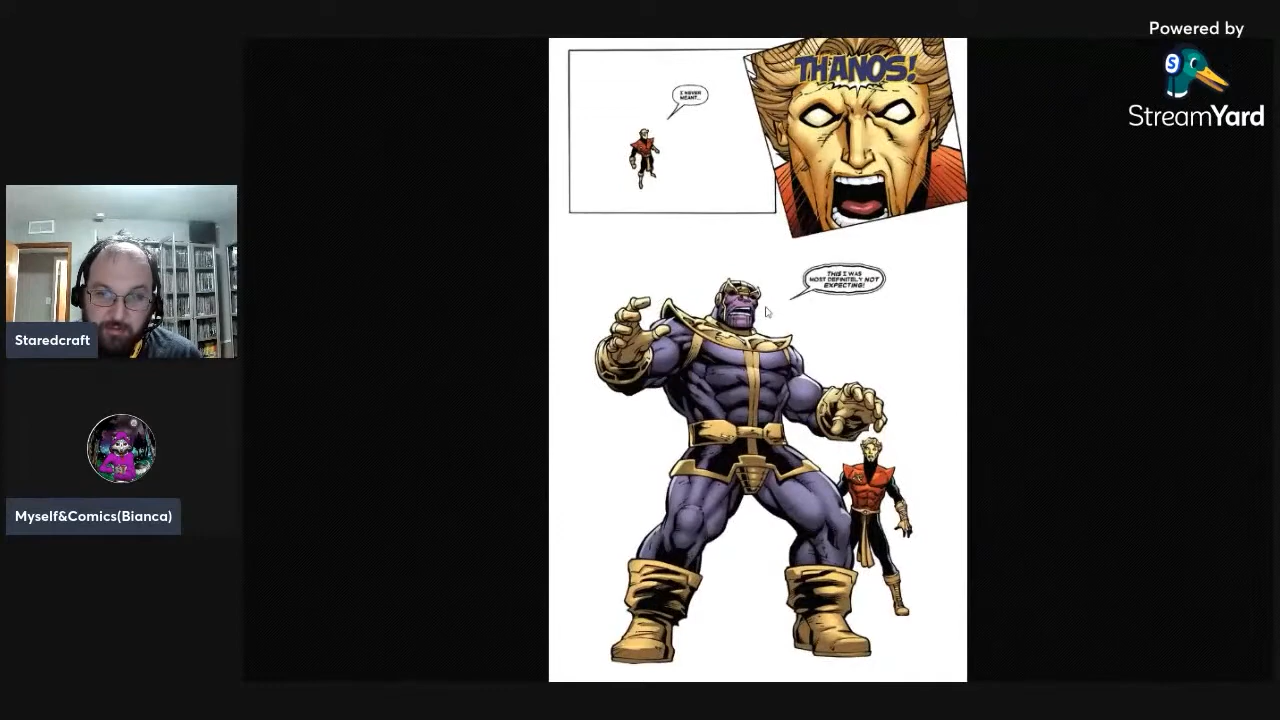 Powered by
StreamYard
THANOS!
I NEVER
MEANT...
THIS I WAS
MOST DEFINITELY NOT
EXPECTING!
Staredcraft
Myself&Comics(Bianca)